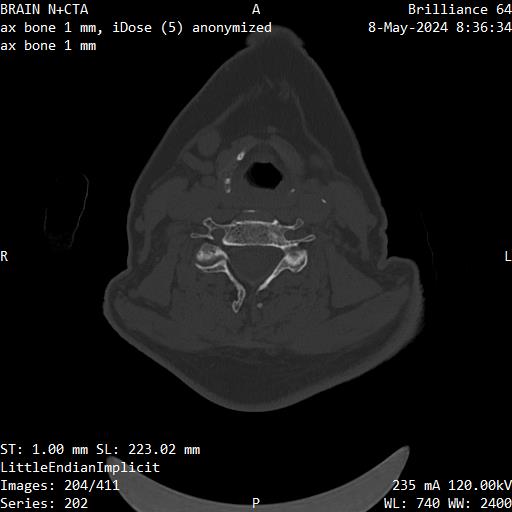 BRAIN N+CTA
ax bone 1 mm, iDose (5) anonymized
ax bone 1 mm
A
Brilliance 64
8-May-2024 8:36:34
R
L
ST: 1.00 mm SL: 223.02 mm
LittleEndianImplicit
Images: 204/411
Series: 202
P
235 mA 120.00kV
WL: 740 WW: 2400